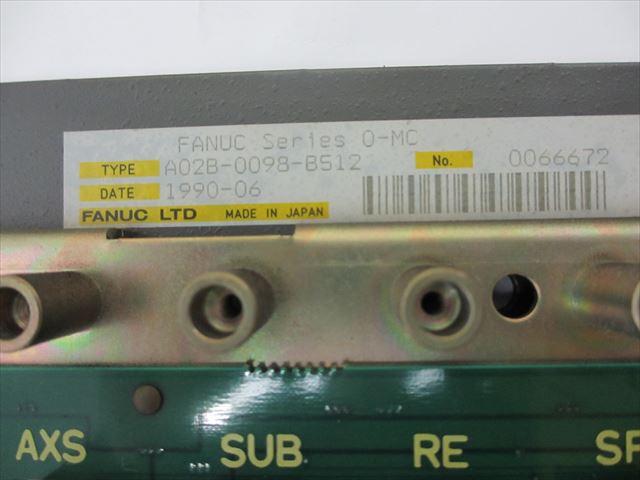 FANUC Series O-MC
TYPE A02B-0098-B512 No. 0066672
DATE 1990-06
FANUC LTD MADE IN JAPAN
AXS SUB RE SP